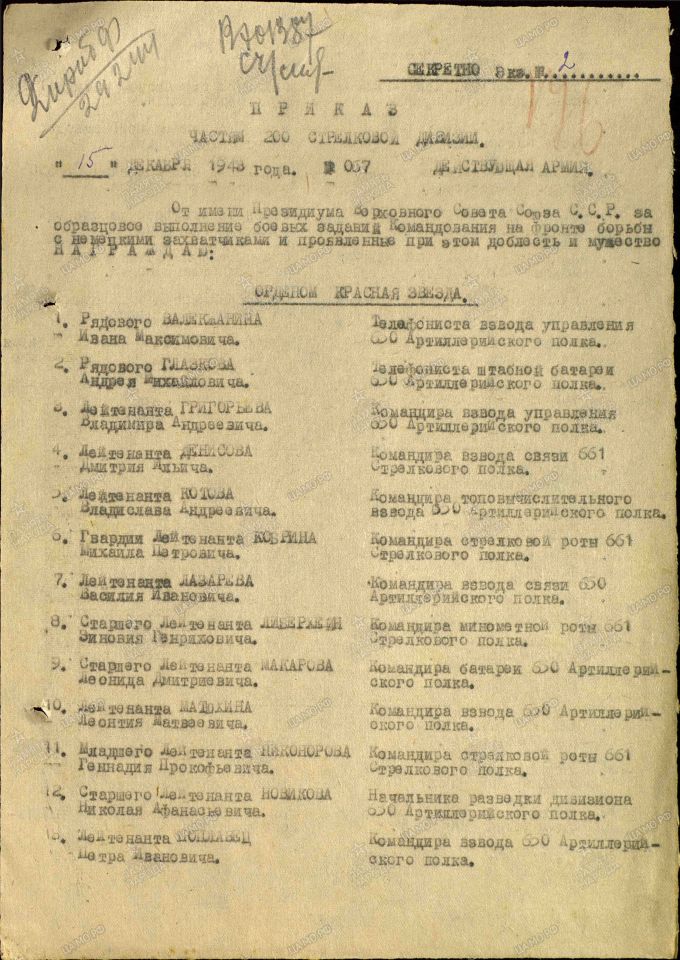 СЕКРЕТНО Экз.№ 2
П Р И К А З
ЧАСТЯМ 200 СТРЕЛКОВОЙ ДИВИЗИИ.
" 15 " ДЕКАБРЯ 1943 года. № 037 ДЕЙСТВУЮЩАЯ АРМИЯ.
От имени Президиума Верховного Совета Союза С.С.Р. за
образцовое выполнение боевых заданий Командования на фронте борьбы
с немецкими захватчиками и проявленные при этом доблесть и мужество
Н А Г Р А Ж Д А Ю:
ОРДЕНОМ КРАСНАЯ ЗВЕЗДА.
1. Рядового ВАЛЕКЖАНИНА Телефониста взвода управления
Ивана Максимовича. 650 Артиллерийского полка.
2. Рядового ГЛАЗКОВА Телефониста штабной батареи
Андрея Михайловича. 650 Артиллерийского полка.
3. Лейтенанта ГРИГОРЬЕВА Командира взвода управления
Владимира Андреевича. 650 Артиллерийского полка.
4. Лейтенанта ДЕНИСОВА Командира взвода связи 661
Дмитрия Ильича. Стрелкового полка.
5. Лейтенанта КОТОВА Командира топовычислительного
Владислава Андреевича. взвода 650 Артиллерийского полка.
6. Гвардии Лейтенанта КОБРИНА Командира стрелковой роты 661
Михаила Петровича. Стрелкового полка.
7. Лейтенанта ЛАЗАРЕВА Командира взвода связи 650
Василия Ивановича. Артиллерийского полка.
8. Старшего Лейтенанта ЛИБЕРХЕЙН Командира минометной роты 661
Зиновия Генриховича. Стрелкового полка.
9. Старшего Лейтенанта МАКАРОВА Командира батареи 650 Артиллерий-
Леонида Дмитриевича. ского полка.
10. Лейтенанта МАТЮХИНА Командира взвода 650 Артиллерий-
Леонтия Матвеевича. ского полка.
11. Младшего Лейтенанта НИКОНОРОВА Командира стрелковой роты 661
Геннадия Прокофьевича. Стрелкового полка.
12. Старшего Лейтенанта НОВИКОВА Начальника разведки дивизиона
Николая Афанасьевича. 650 Артиллерийского полка.
13. Лейтенанта Командира взвода 650 Артиллерий-
Петра Ивановича. ского полка.